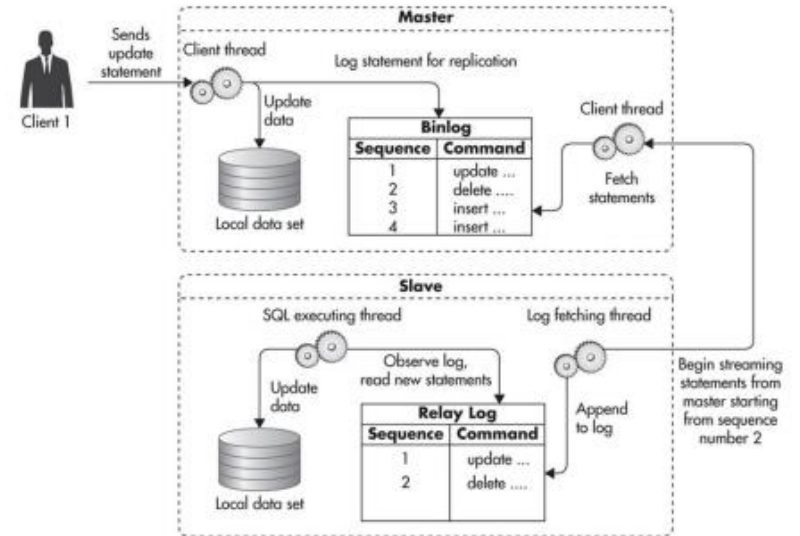 Master
Sends
update
statement
Client 1
Client thread
Log statement for replication
Update
data
Local data set
Binlog
Sequence Command
1 update ...
2 delete ....
3 insert ...
4 insert ...
Client thread
Fetch
statements
Slave
SQL executing thread
Log fetching thread
Observe log,
read new statements
Update
data
Local data set
Relay Log
Sequence Command
1 update ...
2 delete ....
Append
to log
Begin streaming
statements from
master starting
from sequence
number 2